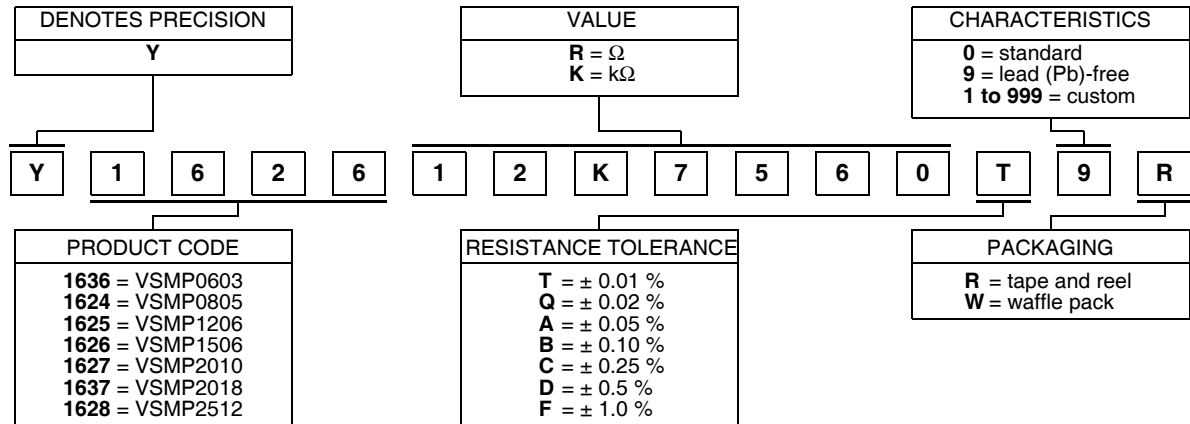 DENOTES PRECISION
Y
VALUE
R = Ω
K = kΩ
CHARACTERISTICS
0 = standard
9 = lead (Pb)-free
1 to 999 = custom
Y 1 6 2 6 1 2 K 7 5 6 0 T 9 R
PRODUCT CODE
1636 = VSMP0603
1624 = VSMP0805
1625 = VSMP1206
1626 = VSMP1506
1627 = VSMP2010
1637 = VSMP2018
1628 = VSMP2512
RESISTANCE TOLERANCE
T = ± 0.01 %
Q = ± 0.02 %
A = ± 0.05 %
B = ± 0.10 %
C = ± 0.25 %
D = ± 0.5 %
F = ± 1.0 %
PACKAGING
R = tape and reel
W = waffle pack